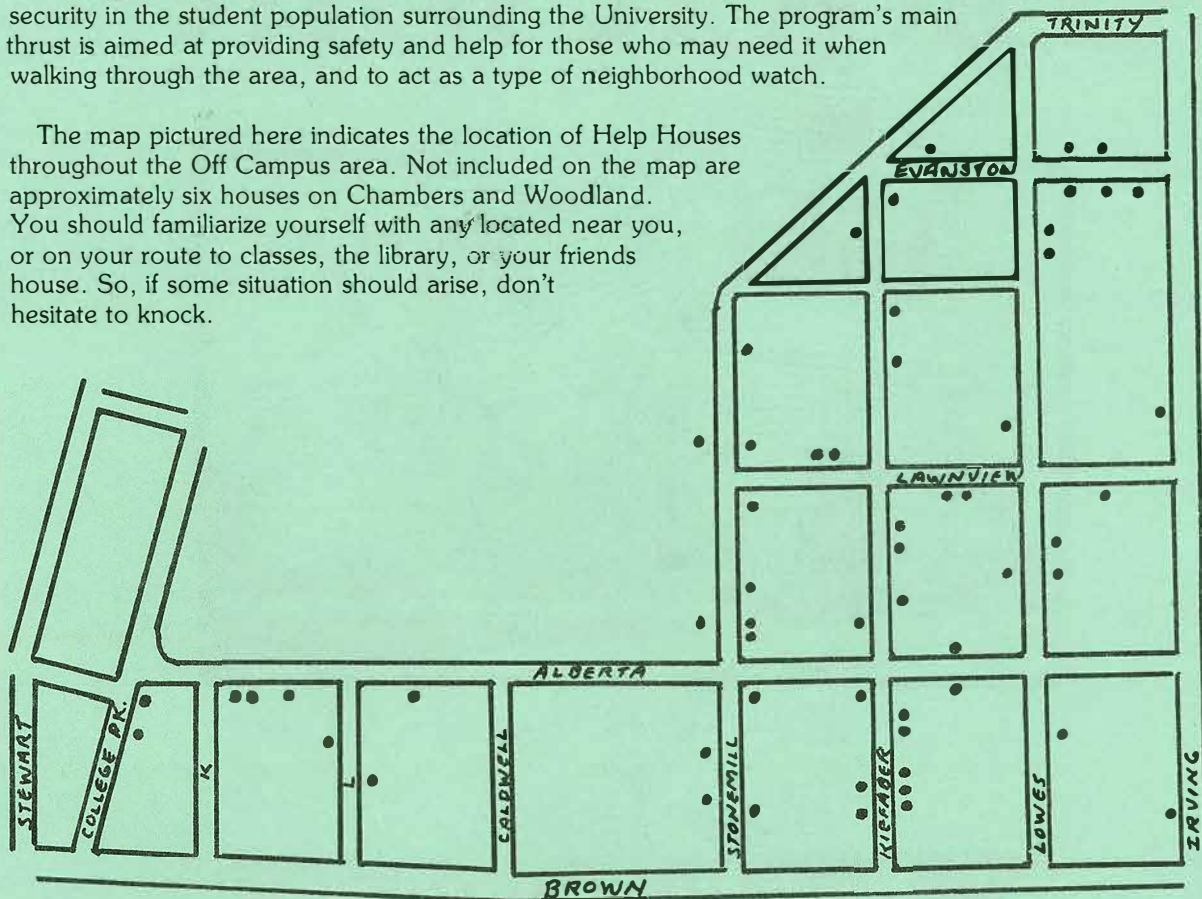 security in the student population surrounding the University. The program's main
thrust is aimed at providing safety and help for those who may need it when
walking through the area, and to act as a type of neighborhood watch.
The map pictured here indicates the location of Help Houses
throughout the Off Campus area. Not included on the map are
approximately six houses on Chambers and Woodland.
You should familiarize yourself with any located near you,
or on your route to classes, the library, or your friends
house. So, if some situation should arise, don't
hesitate to knock.
TRINITY
EVANSTON
LAWNVIEW
ALBERTA
STEWART
COLLEGE PK.
K
L
CALDWELL
STONEMILL
KIEFABER
LOWES
IRVING
BROWN